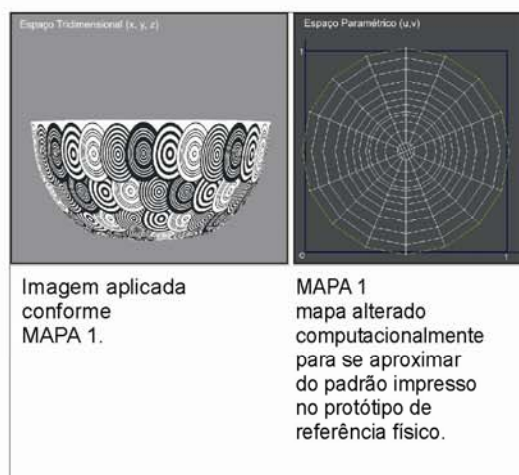 Espaço Tridimensional (x, y, z)
Imagem aplicada
conforme
MAPA 1.
Espaço Paramétrico (u,v)
1
0
1
MAPA 1
mapa alterado
computacionalmente
para se aproximar
do padrão impresso
no protótipo de
referência físico.